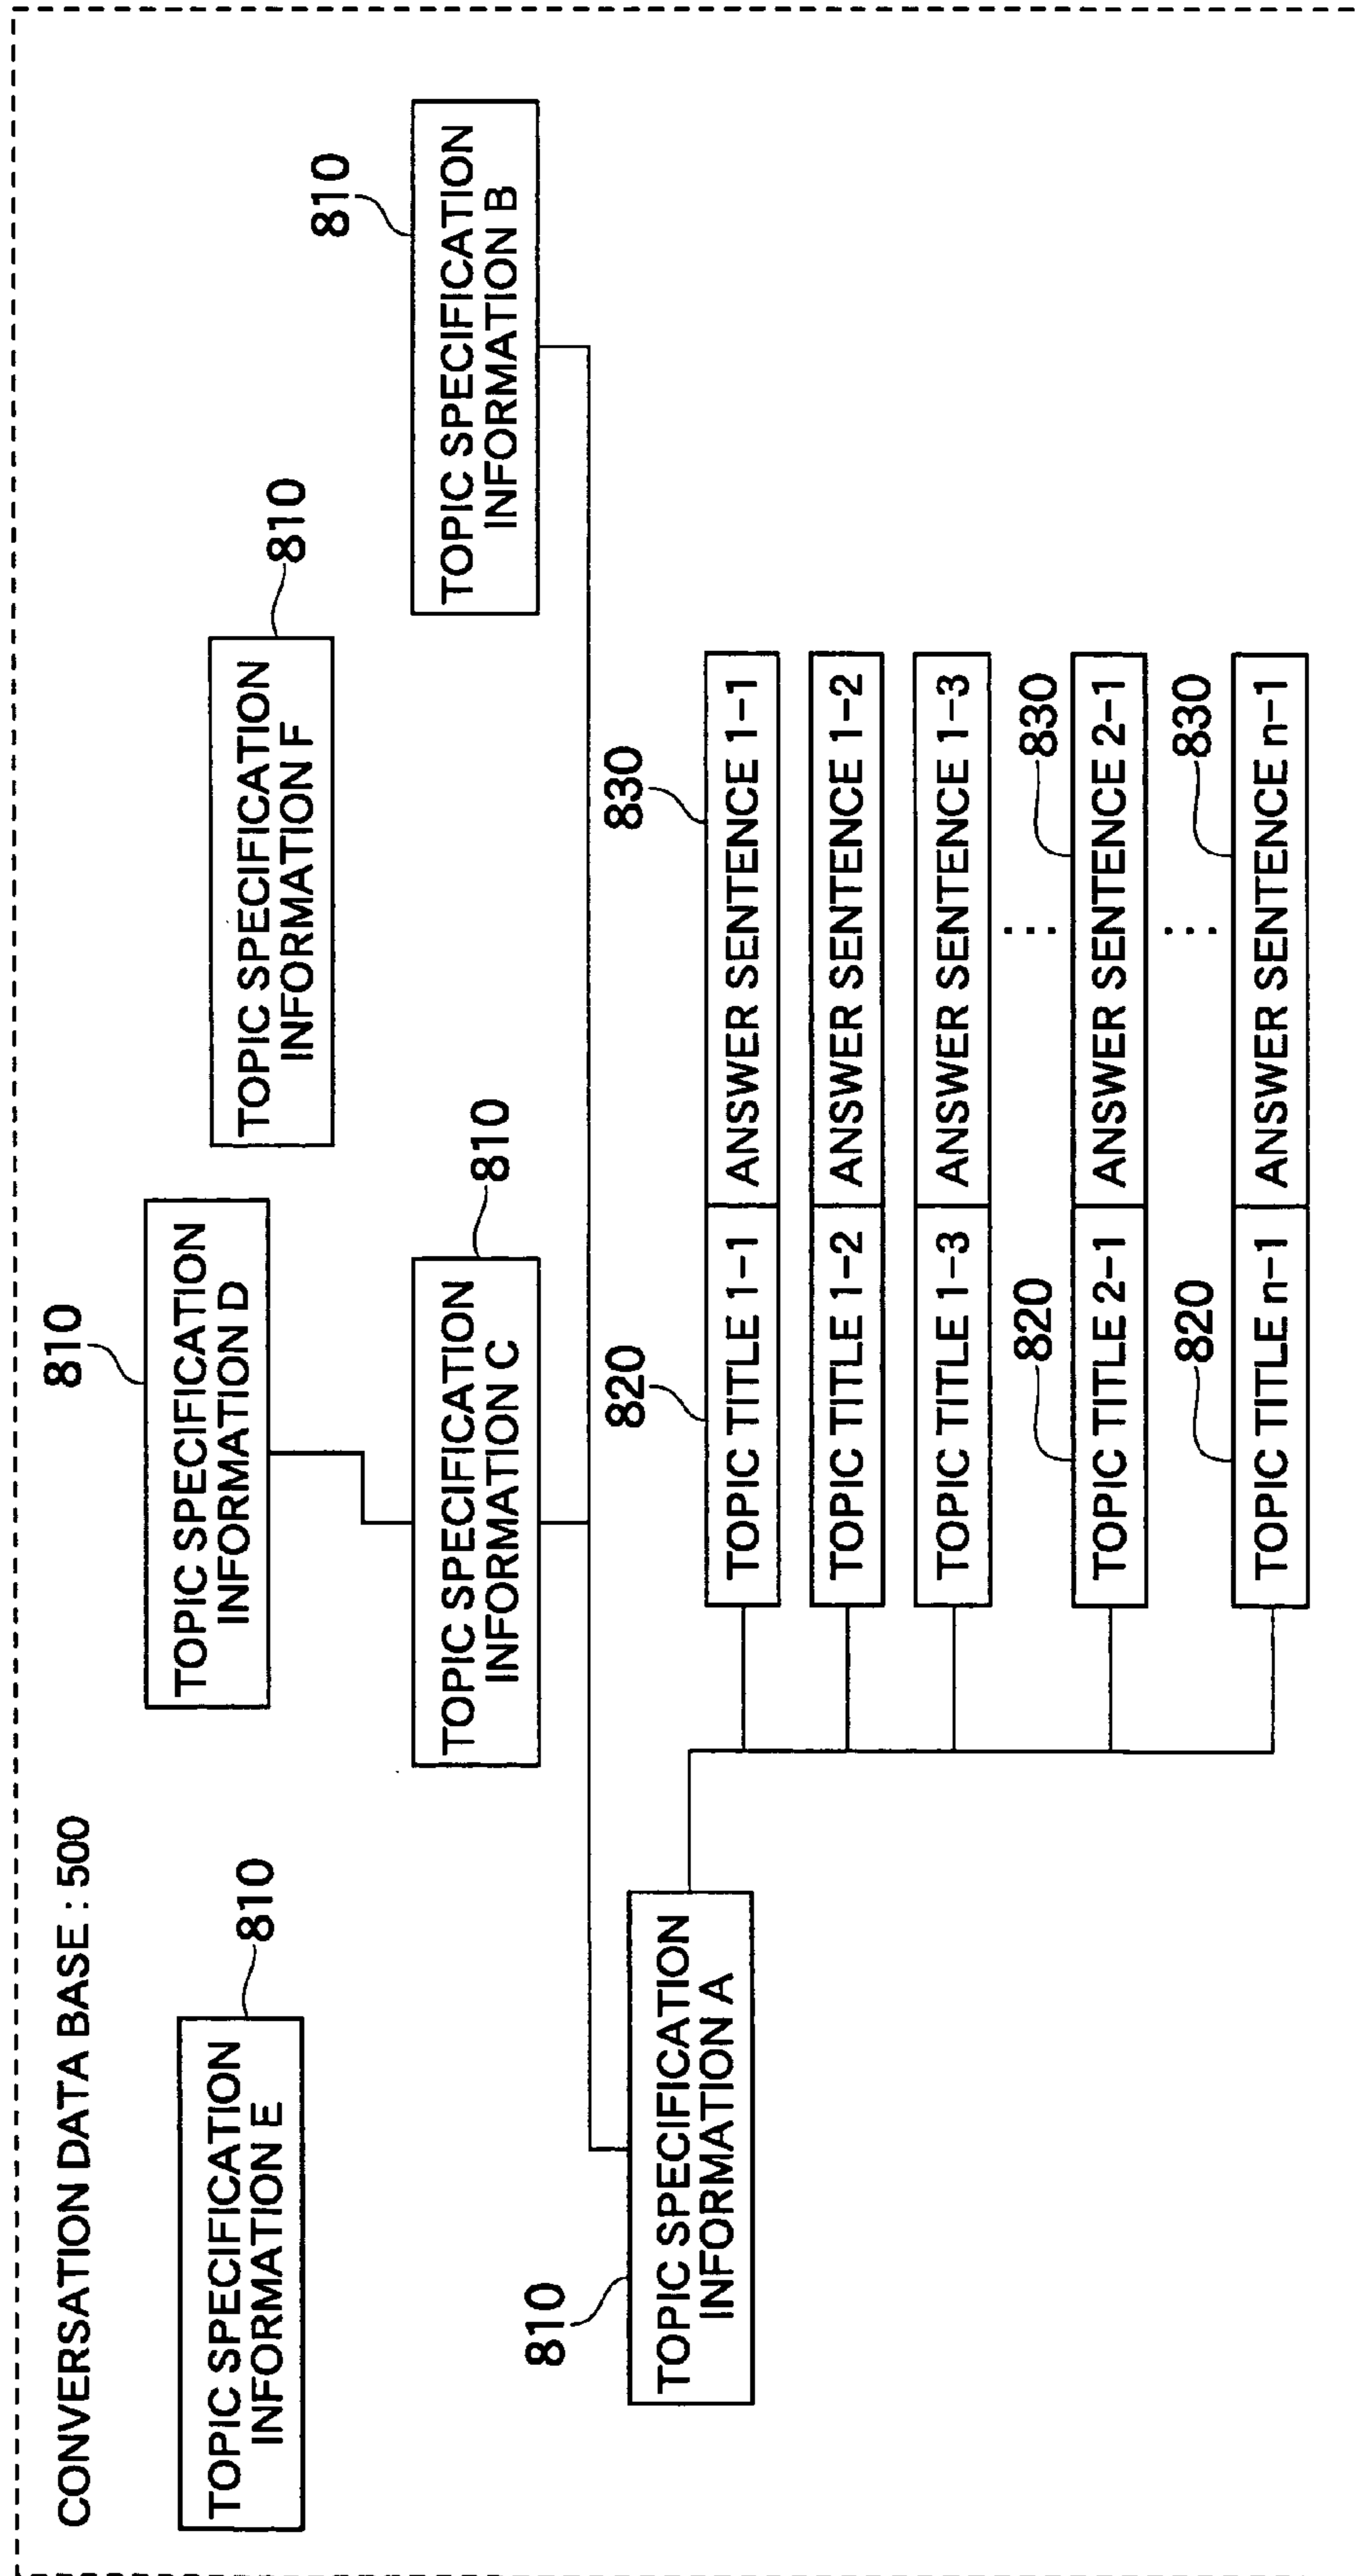 CONVERSATION DATA BASE : 500
810
TOPIC SPECIFICATION
INFORMATION D
810
TOPIC SPECIFICATION
INFORMATION E
810
TOPIC SPECIFICATION
INFORMATION F
810
TOPIC SPECIFICATION
INFORMATION C
810
TOPIC SPECIFICATION
INFORMATION B
810
810
TOPIC SPECIFICATION
INFORMATION A
820
830
TOPIC TITLE 1-1 ANSWER SENTENCE 1-1
TOPIC TITLE 1-2 ANSWER SENTENCE 1-2
TOPIC TITLE 1-3 ANSWER SENTENCE 1-3
...
820
830
TOPIC TITLE 2-1 ANSWER SENTENCE 2-1
...
820
830
TOPIC TITLE n-1 ANSWER SENTENCE n-1